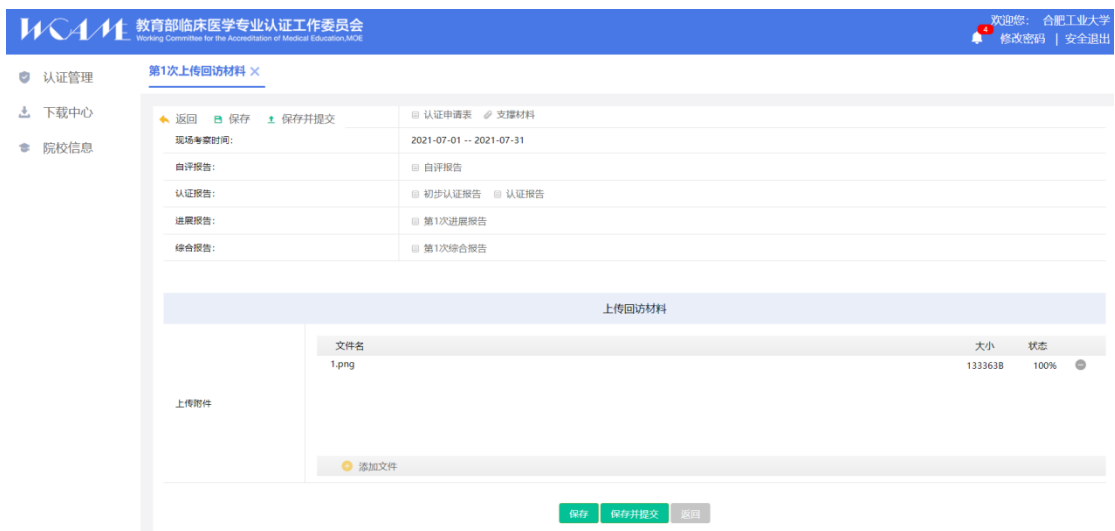 WCAME 教育部临床医学专业认证工作委员会
Working Committee for the Accreditation of Medical Education,MOE
欢迎您： 合肥工业大学
4 修改密码 | 安全退出
认证管理
下载中心
院校信息
第1次上传回访材料 ×
返回 保存 保存并提交 认证申请表 支撑材料
现场考察时间: 2021-07-01 -- 2021-07-31
自评报告: 自评报告
认证报告: 初步认证报告 认证报告
进展报告: 第1次进展报告
综合报告: 第1次综合报告
上传回访材料
文件名 大小 状态
1.png 133363B 100%
上传附件
添加文件
保存 保存并提交 返回